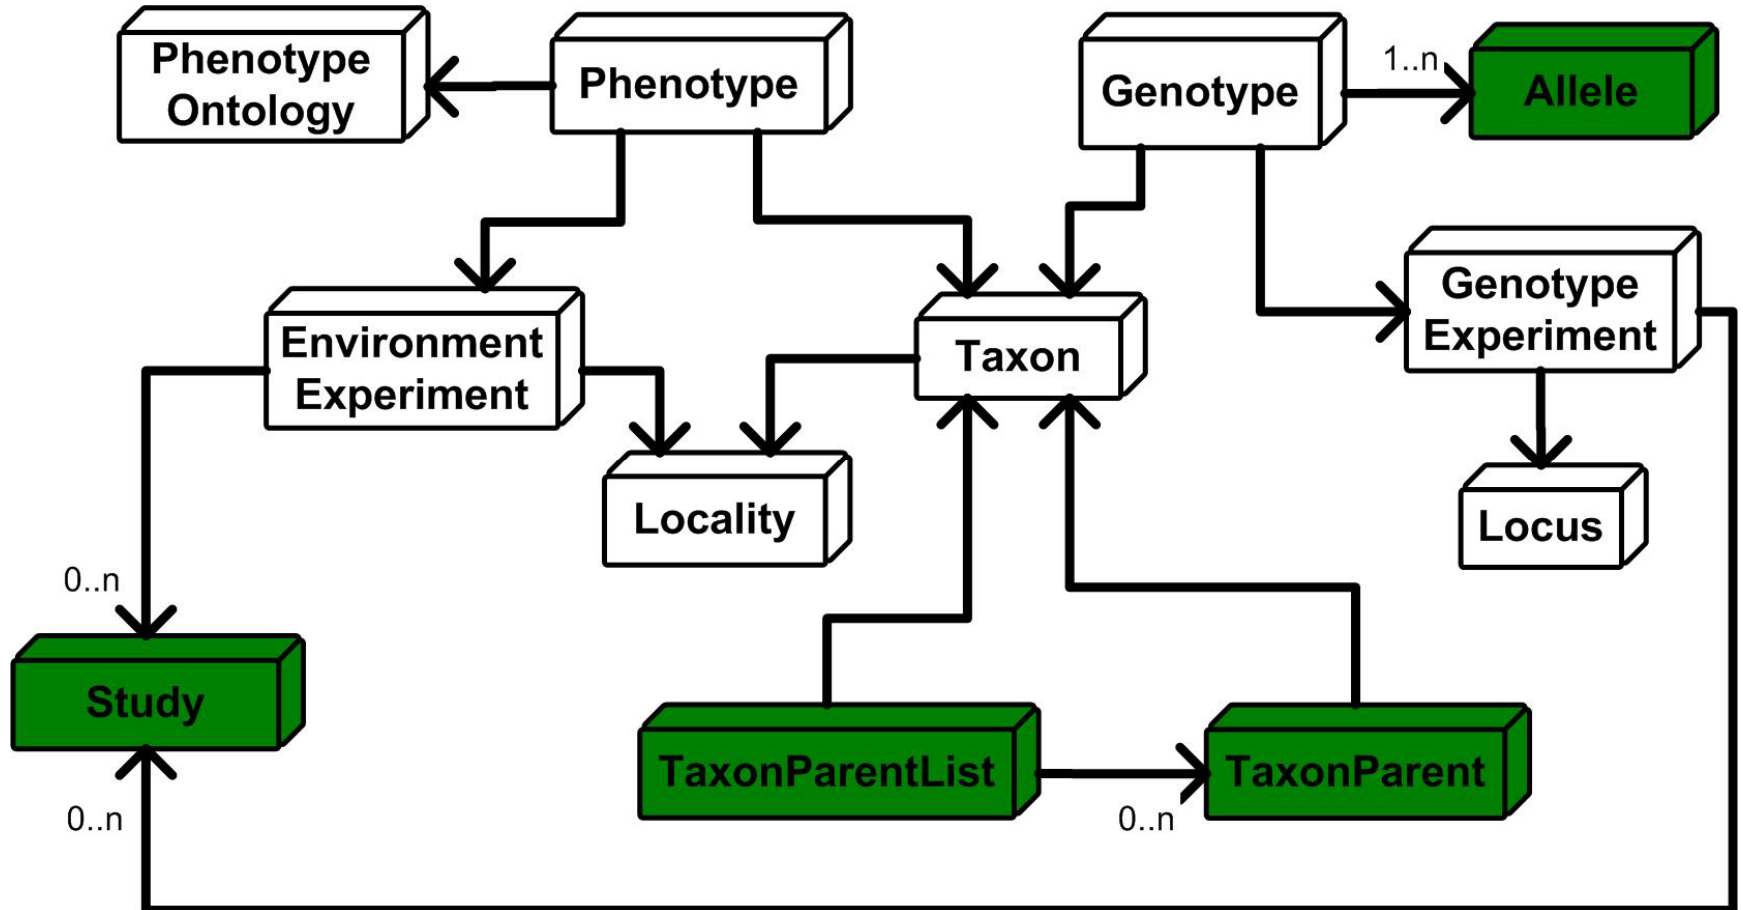 Phenotype
Ontology
Phenotype
Genotype
1..n
Allele
Environment
Experiment
Taxon
Genotype
Experiment
Locality
Locus
0..n
Study
TaxonParentList
TaxonParent
0..n
0..n